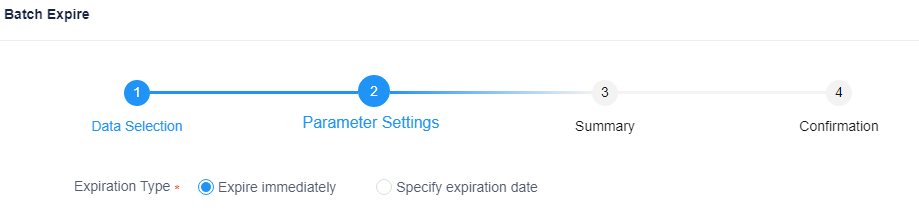 Batch Expire
1 2 3 4
Data Selection Parameter Settings Summary Confirmation
Expiration Type * Expire immediately Specify expiration date